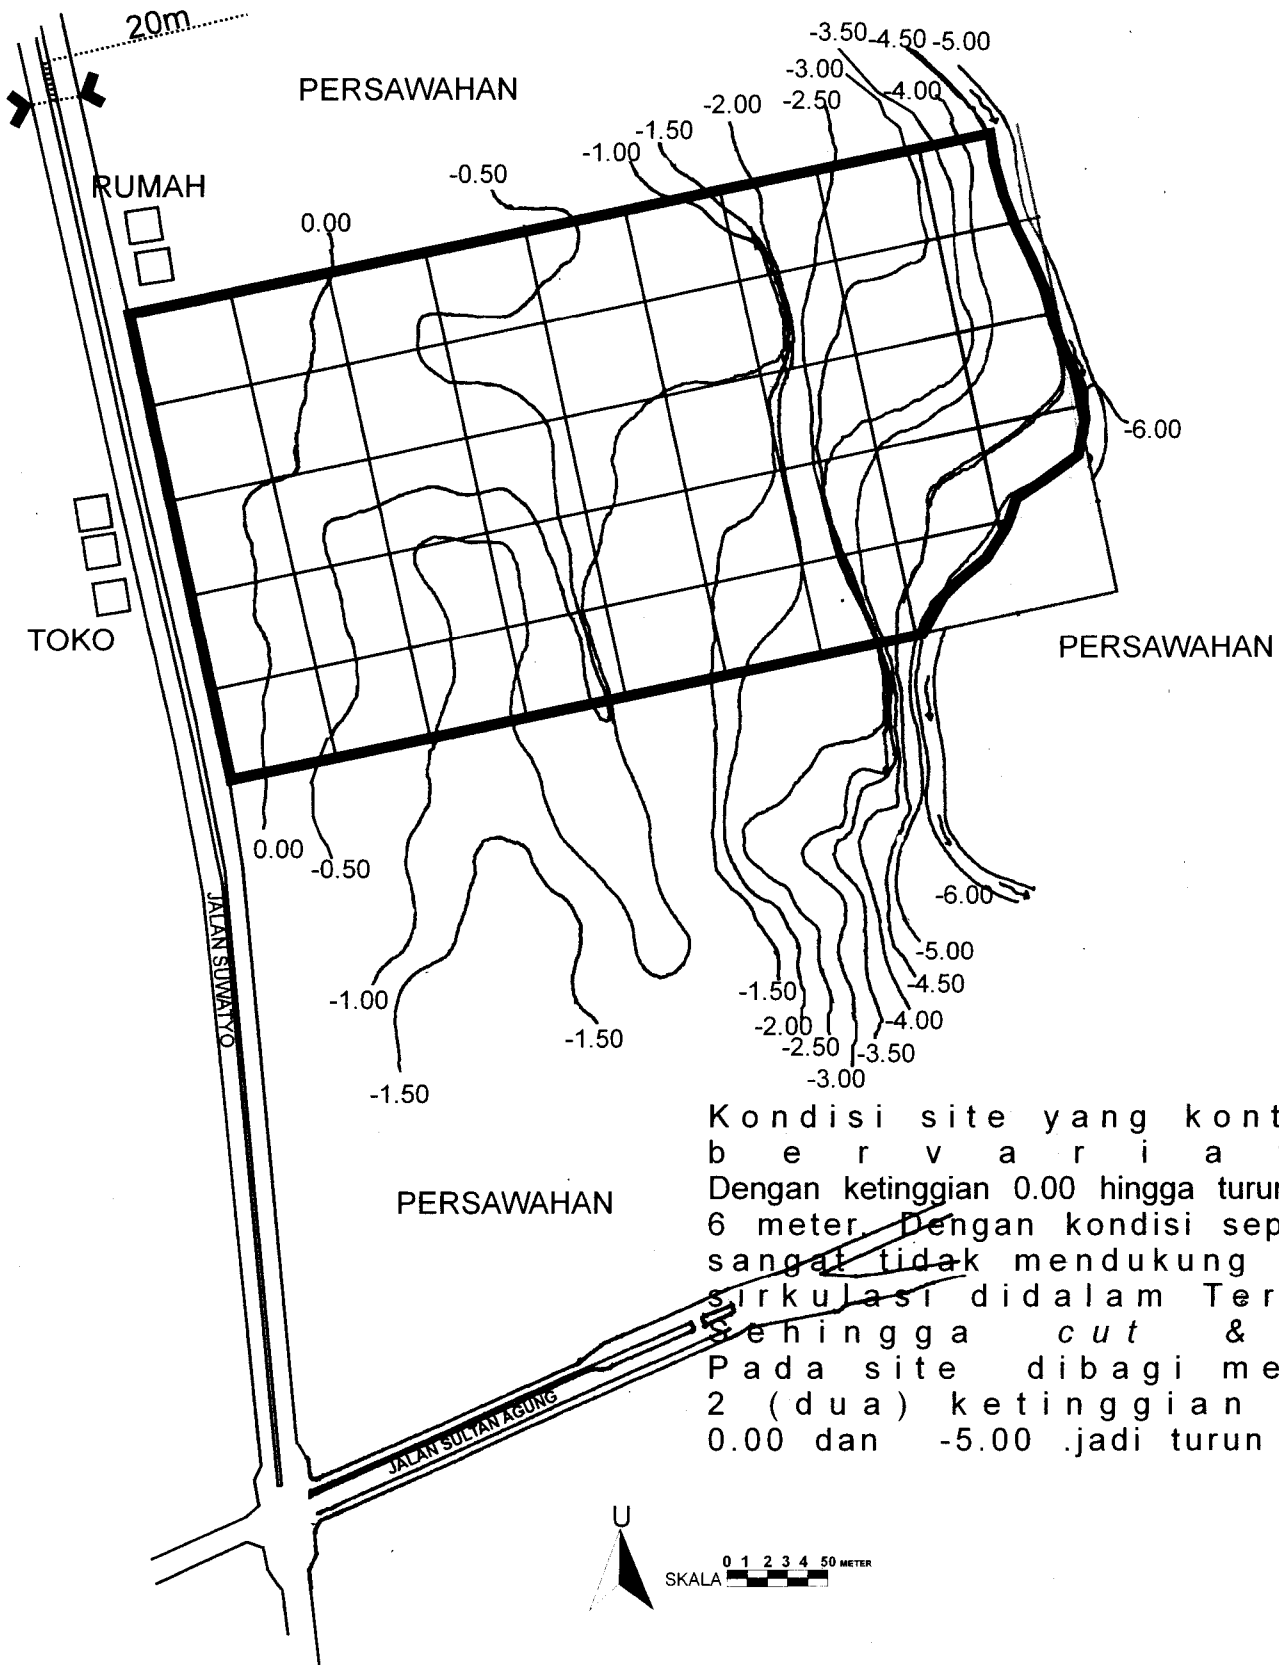 20m
-3.50
-4.50
-5.00
-3.00
PERSAWAHAN
-4.00
-2.00
-2.50
-1.50
-1.00
RUMAH
-0.50
0.00
-6.00
TOKO
PERSAWAHAN
0.00
-0.50
JALAN SUWATYO
-6.00
-5.00
-4.50
-1.00
-1.50
-4.00
-2.00
-1.50
-2.50
-3.50
-3.00
-1.50
Kondisi site yang kont
b e r v a r i a
Dengan ketinggian 0.00 hingga turun
PERSAWAHAN
6 meter. Dengan kondisi sep
sangat tidak mendukung
sirkulasi didalam Ter
Sehingga cut &
Pada site dibagi me
2 (dua) ketinggian
0.00 dan -5.00 .jadi turun
JALAN SULTAN AGUNG
U
SKALA 0 1 2 3 4 50 METER